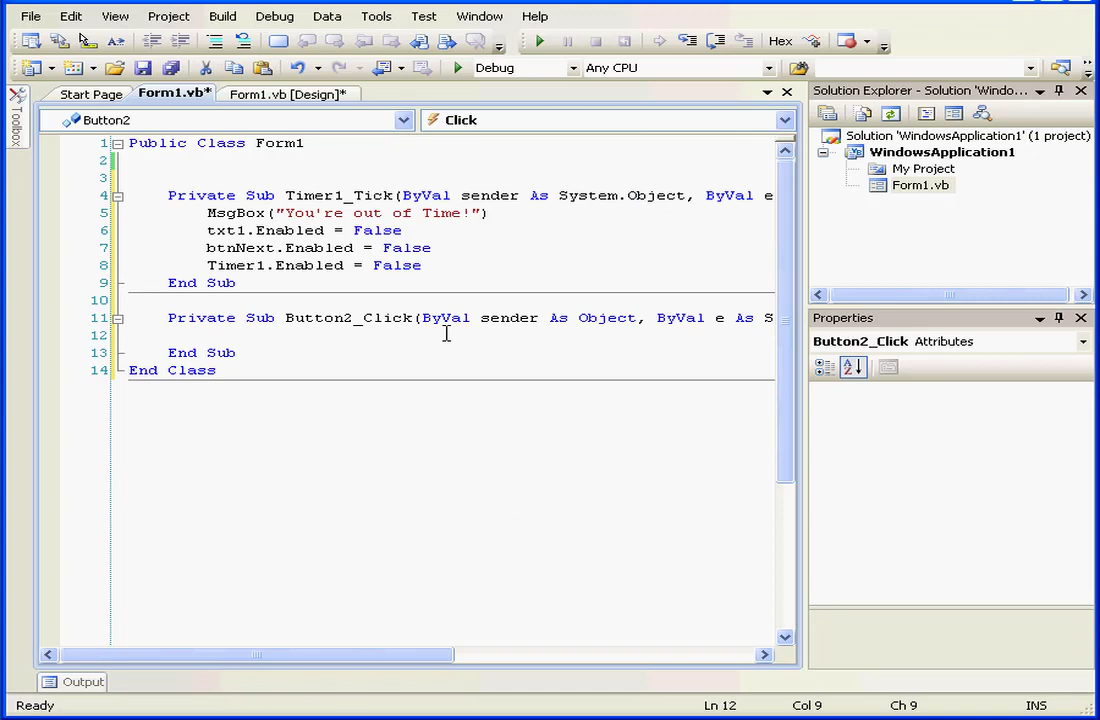 File Edit View Project Build Debug Data Tools Test Window Help
Hex
Debug Any CPU
Start Page Form1.vb* Form1.vb [Design]*
Solution Explorer - Solution 'Windo...
Toolbox
Button2 Click
Solution 'WindowsApplication1' (1 project)
WindowsApplication1
My Project
Form1.vb
1 Public Class Form1
2
3
4 Private Sub Timer1_Tick(ByVal sender As System.Object, ByVal e
5 MsgBox("You're out of Time!")
6 txt1.Enabled = False
7 btnNext.Enabled = False
8 Timer1.Enabled = False
9 End Sub
10
11 Private Sub Button2_Click(ByVal sender As Object, ByVal e As S
12
13 End Sub
14 End Class
Properties
Button2_Click Attributes
Output
Ready Ln 12 Col 9 Ch 9 INS